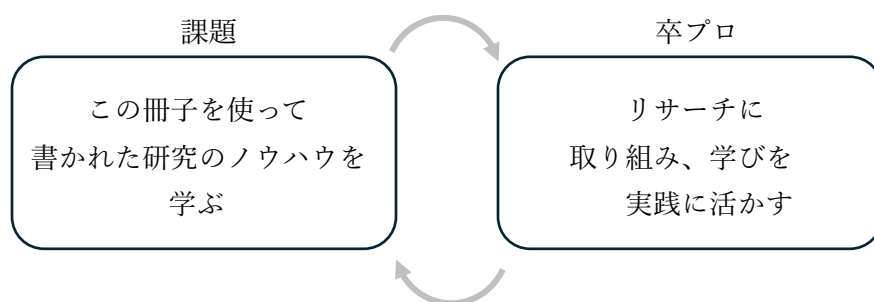 課題
この冊子を使って
書かれた研究のノウハウを
学ぶ
卒プロ
リサーチに
取り組み、学びを
実践に活かす